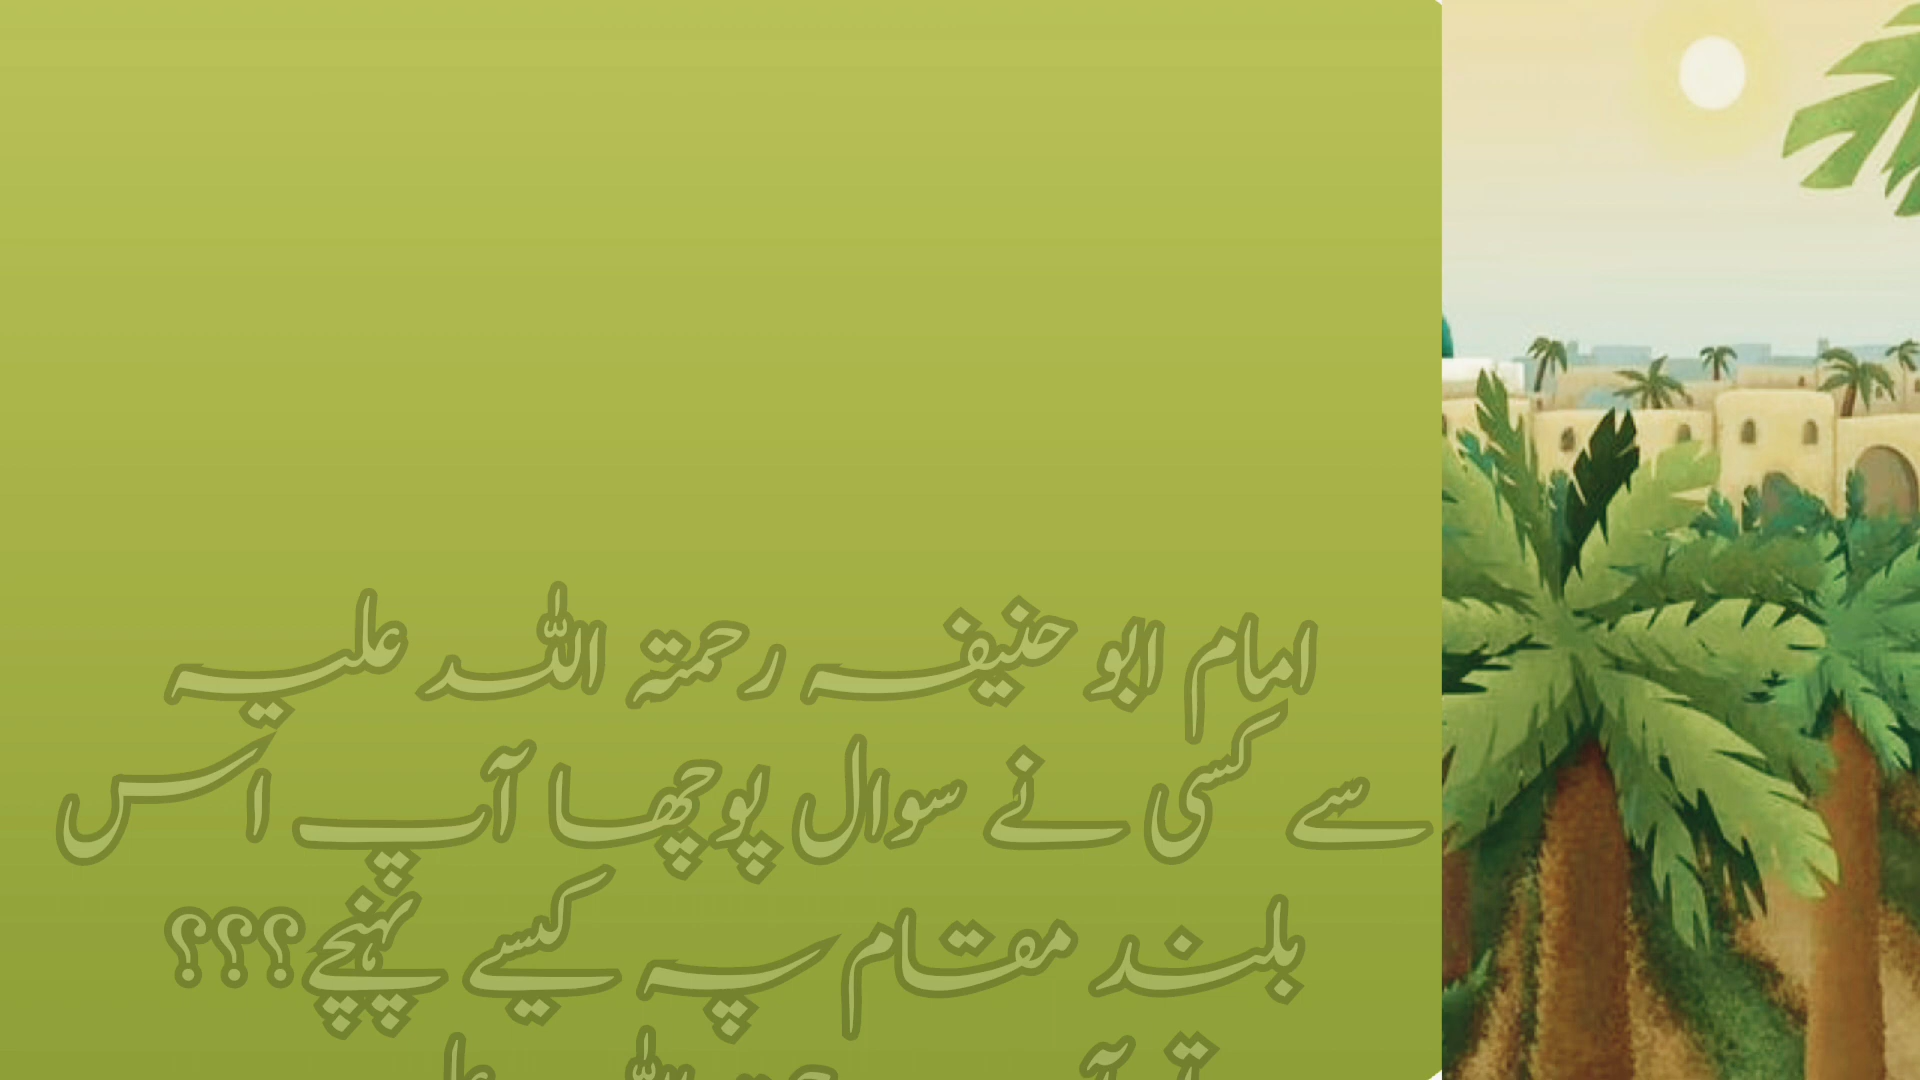 امام ابو حنیفہ رحمتہ اللہ علیہ
سے کسی نے سوال پوچھا آپ اس
بلند مقام پہ کیسے پہنچے؟؟؟